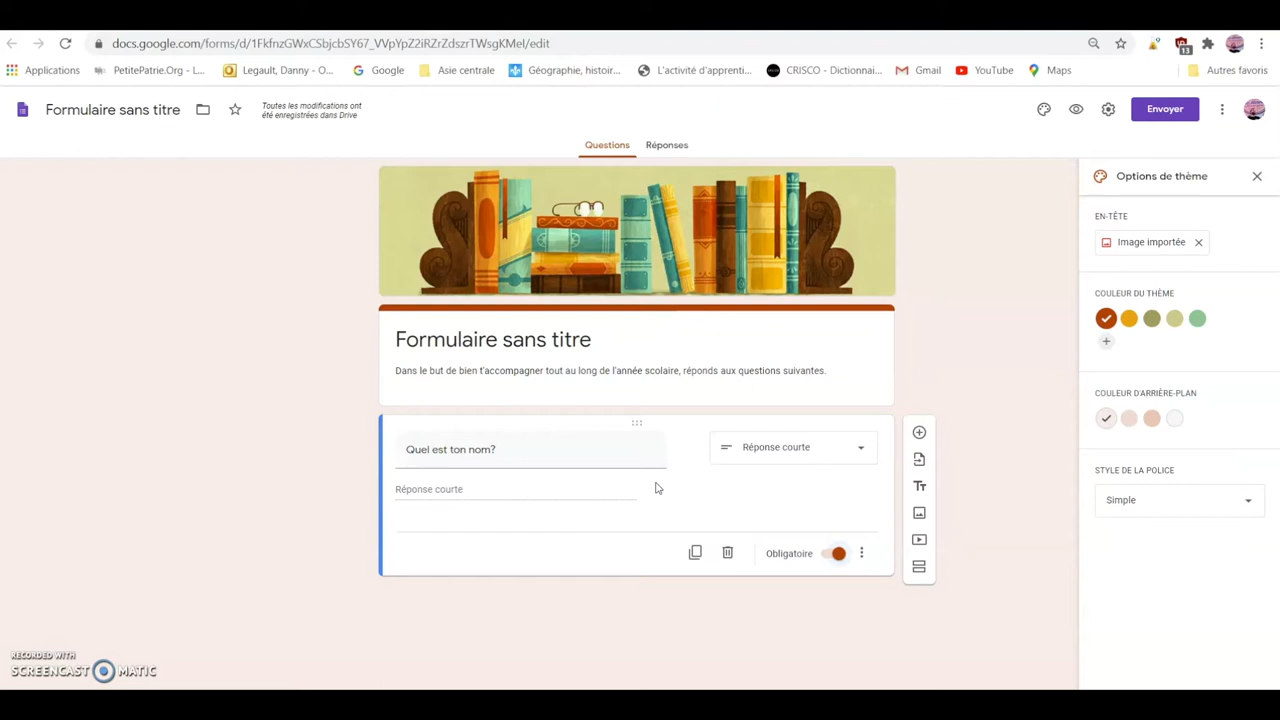 docs.google.com/forms/d/1FkfnzGWxCSbjcbSY67_VVpYpZ2iRZrZdszrTWsgKMeI/edit
13
Applications
PetitePatrie.Org - L...
Legault, Danny - O...
Google
Asie centrale
Géographie, histoir...
L'activité d'apprenti...
CRISCO - Dictionnai...
Gmail
YouTube
Maps
Autres favoris
Formulaire sans titre
Toutes les modifications ont
été enregistrées dans Drive
Envoyer
Questions
Réponses
Options de thème
EN-TÊTE
Image importée
COULEUR DU THÈME
Formulaire sans titre
Dans le but de bien t'accompagner tout au long de l'année scolaire, réponds aux questions suivantes.
COULEUR D'ARRIÈRE-PLAN
Quel est ton nom?
Réponse courte
Réponse courte
STYLE DE LA POLICE
Simple
Obligatoire
RECORDED WITH
SCREENCAST MATIC